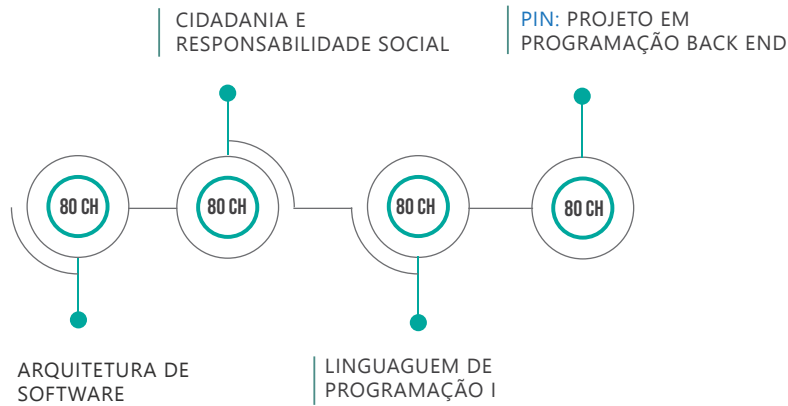 CIDADANIA E
RESPONSABILIDADE SOCIAL
PIN: PROJETO EM
PROGRAMAÇÃO BACK END
80 CH
80 CH
80 CH
80 CH
ARQUITETURA DE
SOFTWARE
LINGUAGUEM DE
PROGRAMAÇÃO I